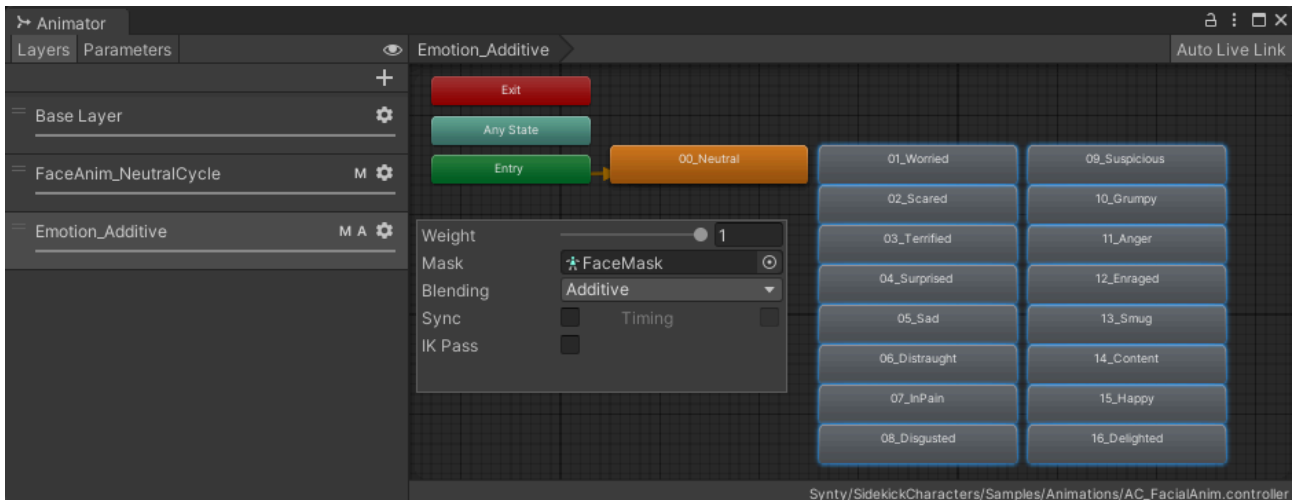 Animator
Layers Parameters
Emotion_Additive
Auto Live Link
Base Layer
FaceAnim_NeutralCycle M
Emotion_Additive M A
Exit
Any State
Entry
00_Neutral
Weight 1
Mask FaceMask
Blending Additive
Sync Timing
IK Pass
01_Worried
02_Scared
03_Terrified
04_Surprised
05_Sad
06_Distraught
07_InPain
08_Disgusted
09_Suspicious
10_Grumpy
11_Anger
12_Enraged
13_Smug
14_Content
15_Happy
16_Delighted
Synty/SidekickCharacters/Samples/Animations/AC_FacialAnim.controller